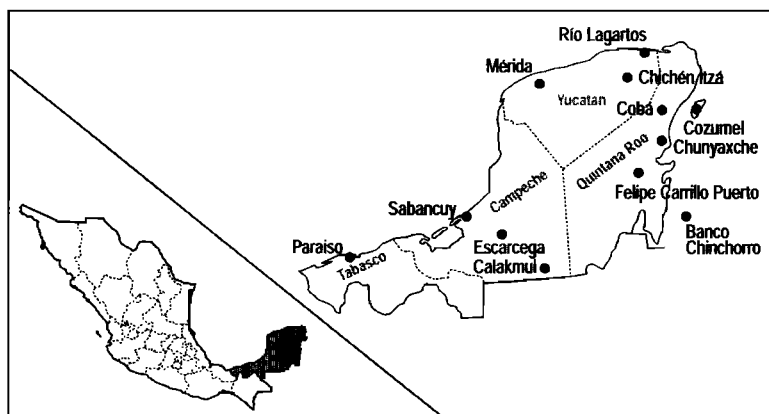 Río Lagartos
Mérida
Chichén Itzá
Yucatan
Cobá
Cozumel
Chunyaxche
Quintana Roo
Campeche
Felipe Carrillo Puerto
Sabancuy
Banco
Chinchorro
Escarcega
Paraiso
Tabasco
Calakmul